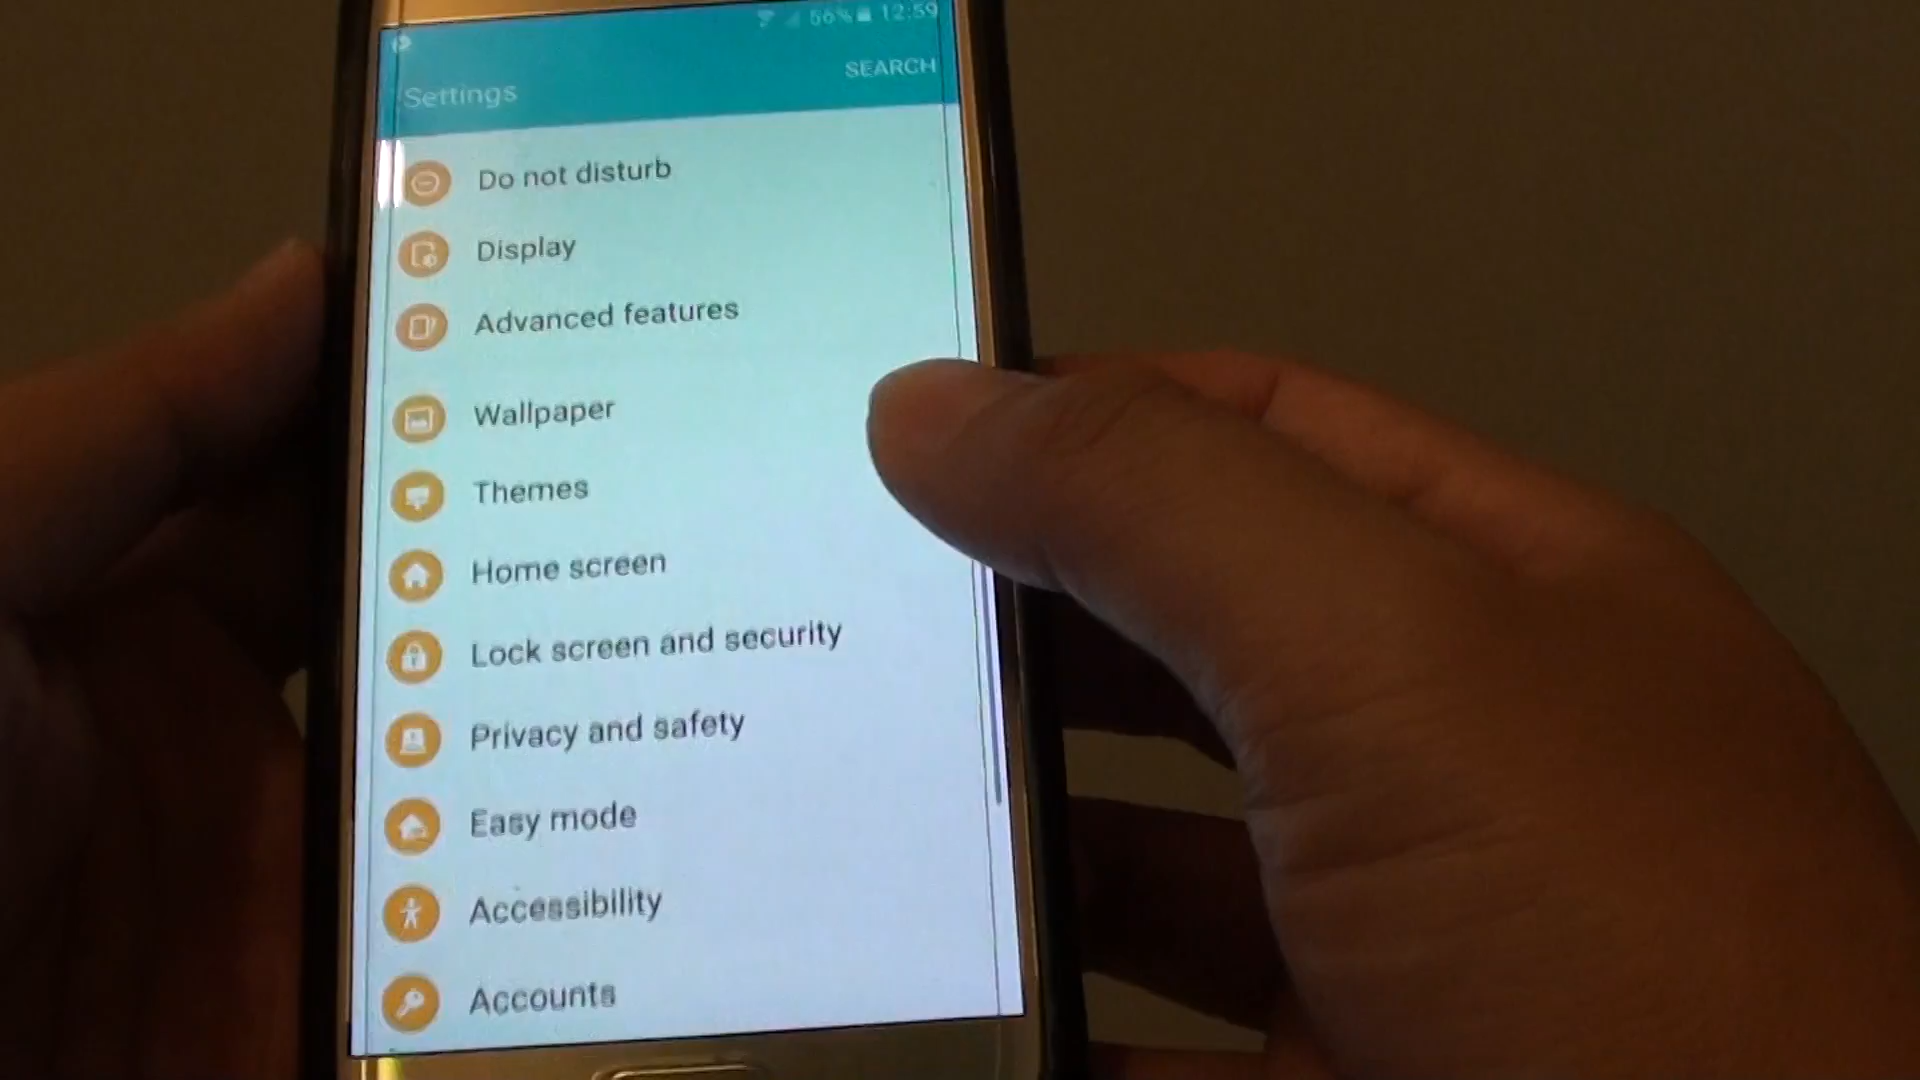 56% 12:59
SEARCH
Settings
Do not disturb
Display
Advanced features
Wallpaper
Themes
Home screen
Lock screen and security
Privacy and safety
Easy mode
Accessibility
Accounts